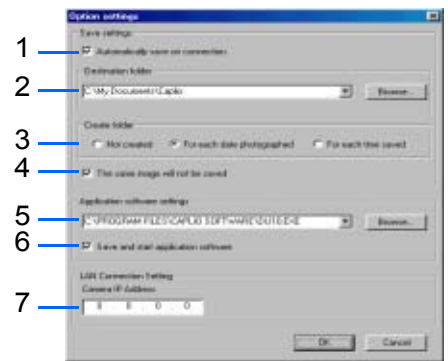 Option settings
Save settings
1 Automatically save on connection
Destination folder
2 C:\My Documents\Caplio Browse...
Create folder
3 Not created For each date photographed For each time saved
4 The same image will not be saved
Application software settings
5 C:\PROGRAM FILES\CAPLIO SOFTWARE\DU10.EXE Browse...
6 Save and start application software
LAN Connection Setting
Camera IP Address
7 0 . 0 . 0 . 0
OK Cancel